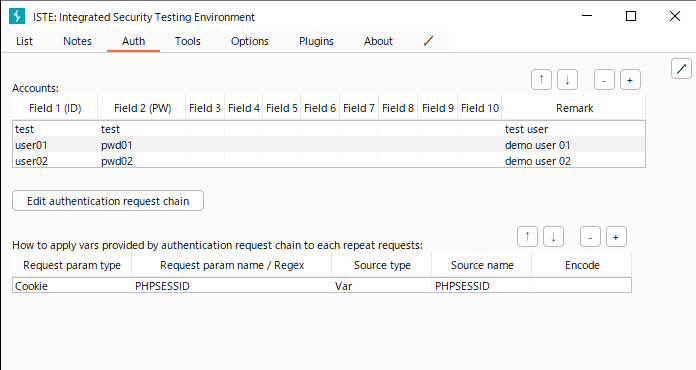 ISTE: Integrated Security Testing Environment
List Notes Auth Tools Options Plugins About
Accounts: ↑ ↓ - +
Field 1 (ID) Field 2 (PW) Field 3 Field 4 Field 5 Field 6 Field 7 Field 8 Field 9 Field 10 Remark
test test test user
user01 pwd01 demo user 01
user02 pwd02 demo user 02
Edit authentication request chain
How to apply vars provided by authentication request chain to each repeat requests: ↑ ↓ - +
Request param type Request param name / Regex Source type Source name Encode
Cookie PHPSESSID Var PHPSESSID